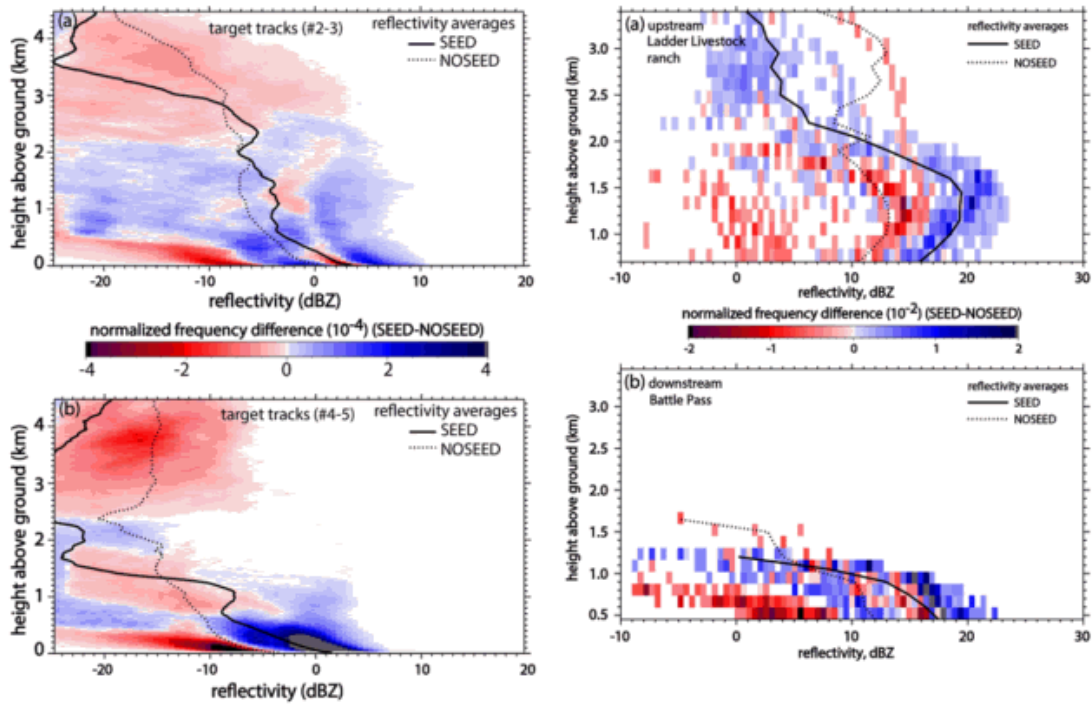 (a)
target tracks (#2-3)
reflectivity averages
SEED
NOSEED
height above ground (km)
4
3
2
1
0
-20
-10
0
10
20
reflectivity (dBZ)
normalized frequency difference (10⁻⁴) (SEED-NOSEED)
-4
-2
0
2
4
(b)
target tracks (#4-5)
reflectivity averages
SEED
NOSEED
height above ground (km)
4
3
2
1
0
-20
-10
0
10
20
reflectivity (dBZ)
(a) upstream
Ladder Livestock
ranch
reflectivity averages
SEED
NOSEED
height above ground (km)
3.0
2.5
2.0
1.5
1.0
-10
0
10
20
30
reflectivity, dBZ
normalized frequency difference (10⁻²) (SEED-NOSEED)
-2
-1
0
1
2
(b) downstream
Battle Pass
reflectivity averages
SEED
NOSEED
height above ground (km)
3.0
2.5
2.0
1.5
1.0
0.5
-10
0
10
20
30
reflectivity, dBZ